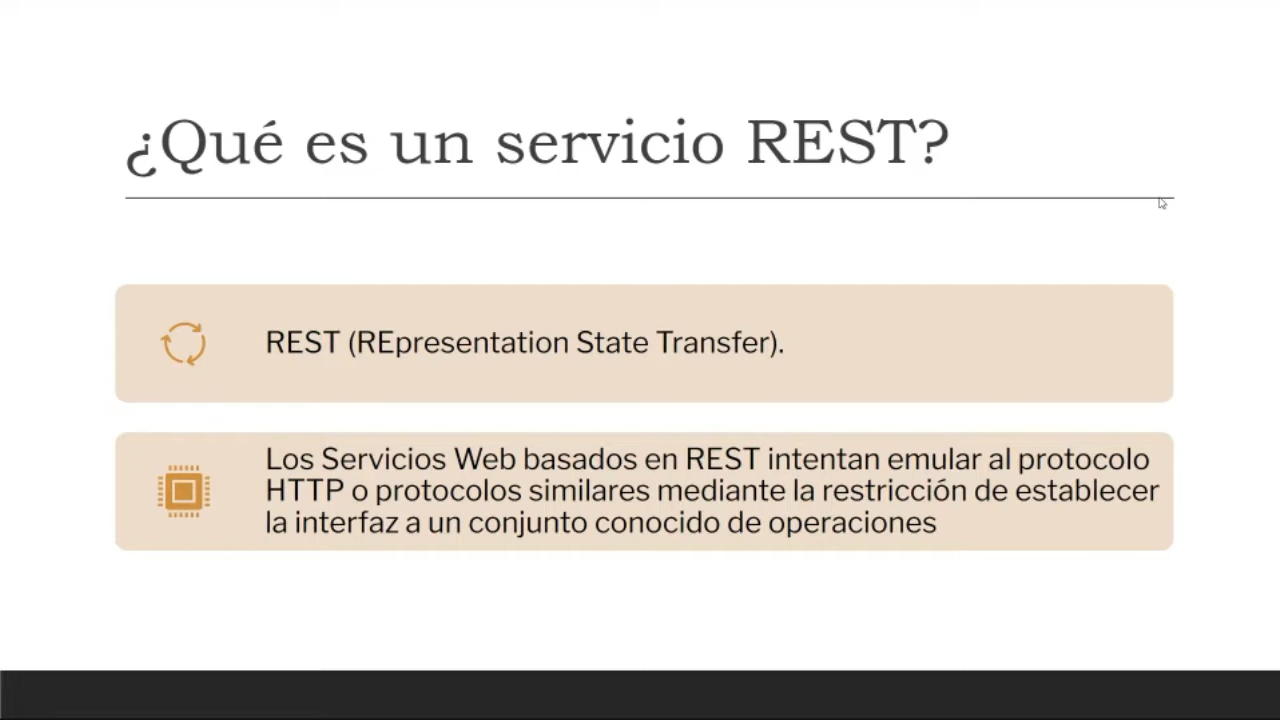 ¿Qué es un servicio REST?
REST (REpresentation State Transfer).
Los Servicios Web basados en REST intentan emular al protocolo
HTTP o protocolos similares mediante la restricción de establecer
la interfaz a un conjunto conocido de operaciones